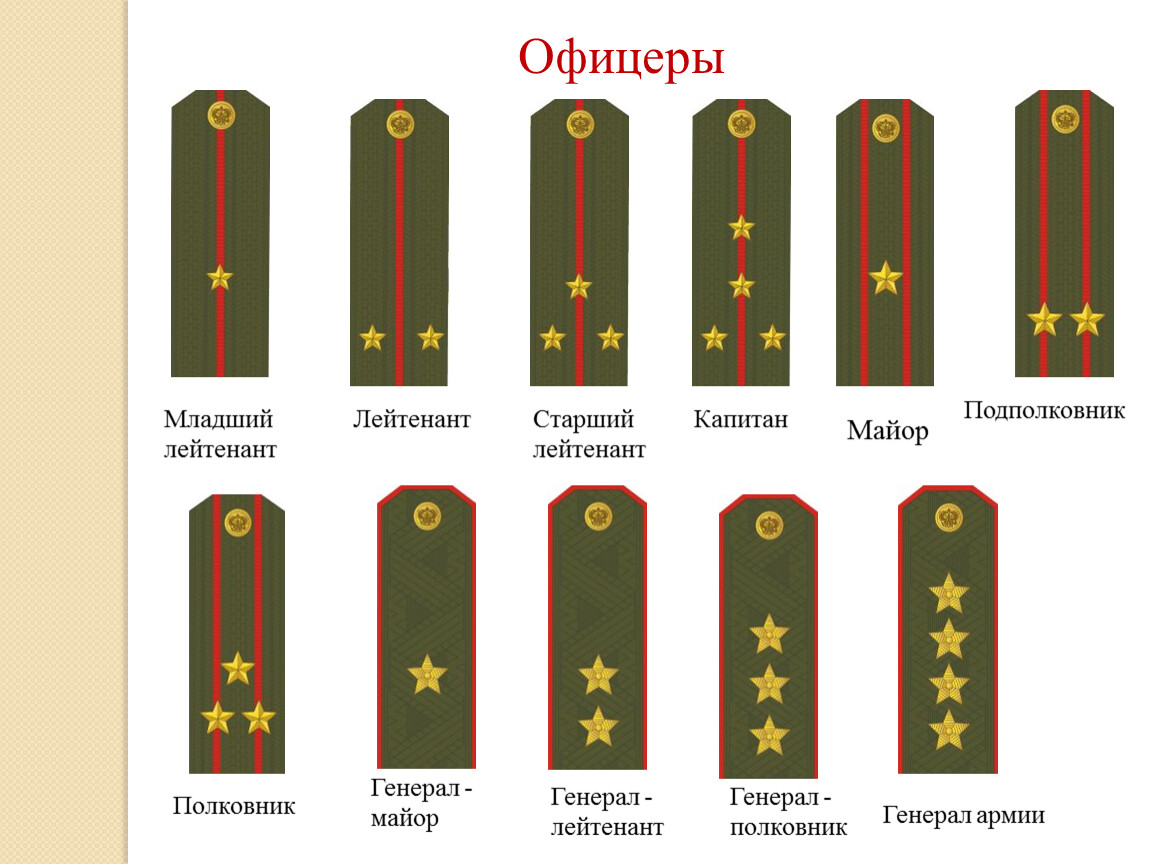 Офицеры
Младший
лейтенант
Лейтенант
Старший
лейтенант
Капитан
Майор
Подполковник
Полковник
Генерал -
майор
Генерал -
лейтенант
Генерал -
полковник
Генерал армии